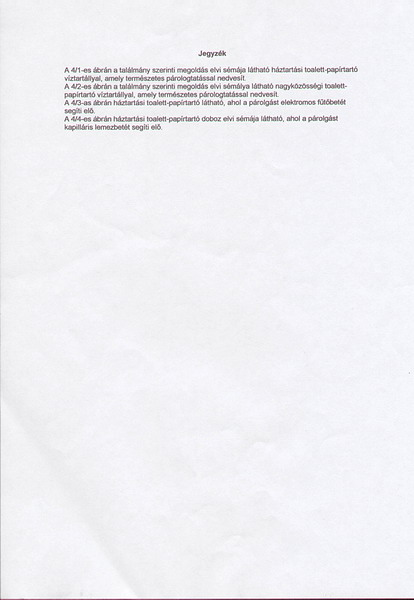 Jegyzék
A 4/1-es ábrán a találmány szerinti megoldás elvi sémája látható háztartási toalett-papírtartó
víztartállyal, amely természetes párologtatással nedvesít.
A 4/2-es ábrán a találmány szerinti megoldás elvi sémálya látható nagyközösségi toalett-
papírtartó víztartállyal, amely természetes párologtatással nedvesít.
A 4/3-as ábrán háztartási toalett-papírtartó látható, ahol a párolgást elektromos fűtőbetét
segíti elő.
A 4/4-es ábrán háztartási toalett-papírtartó doboz elvi sémája látható, ahol a párolgást
kapilláris lemezbetét segíti elő.